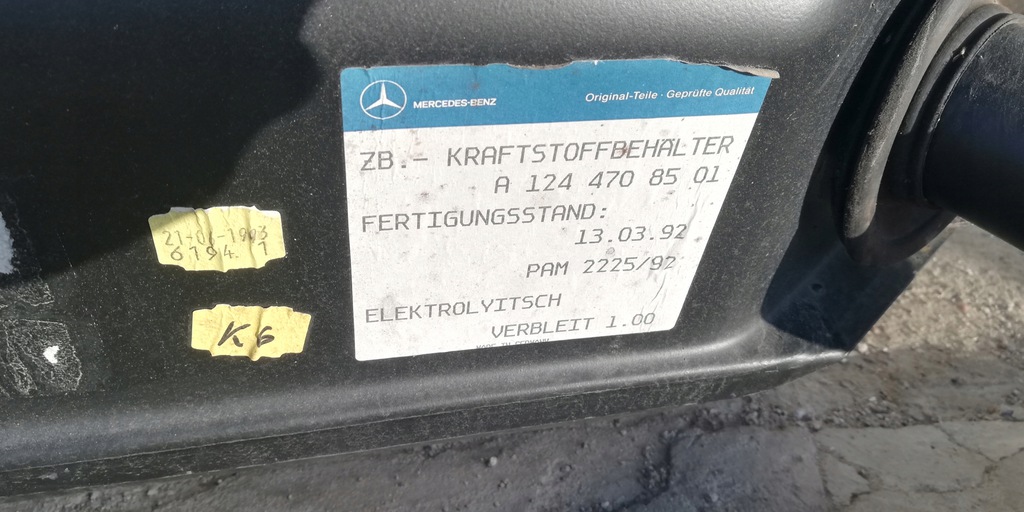 MERCEDES-BENZ
Original-Teile · Geprüfte Qualität
ZB.- KRAFTSTOFFBEHÄLTER
A 124 470 85 01
FERTIGUNGSSTAND:
13.03.92
PAM 2225/92
ELEKTROLYITSCH
VERBLEIT 1.00
K6